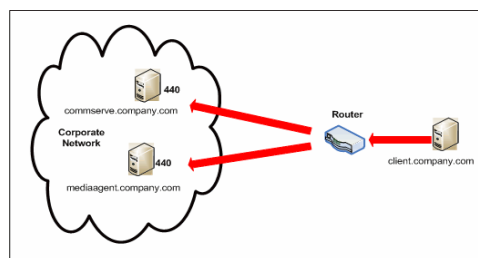 440
commserve.company.com
Router
Corporate
Network
440
client.company.com
mediaagent.company.com